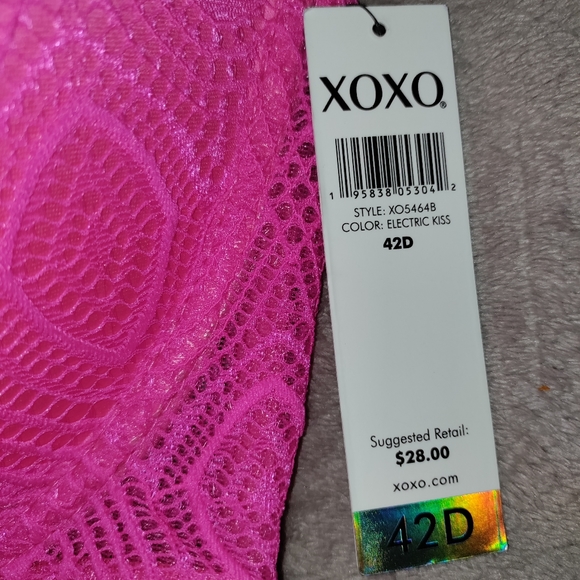 XOXO®
1 95838 05304 2
STYLE: XO5464B
COLOR: ELECTRIC KISS
42D
Suggested Retail:
$28.00
xoxo.com
42D